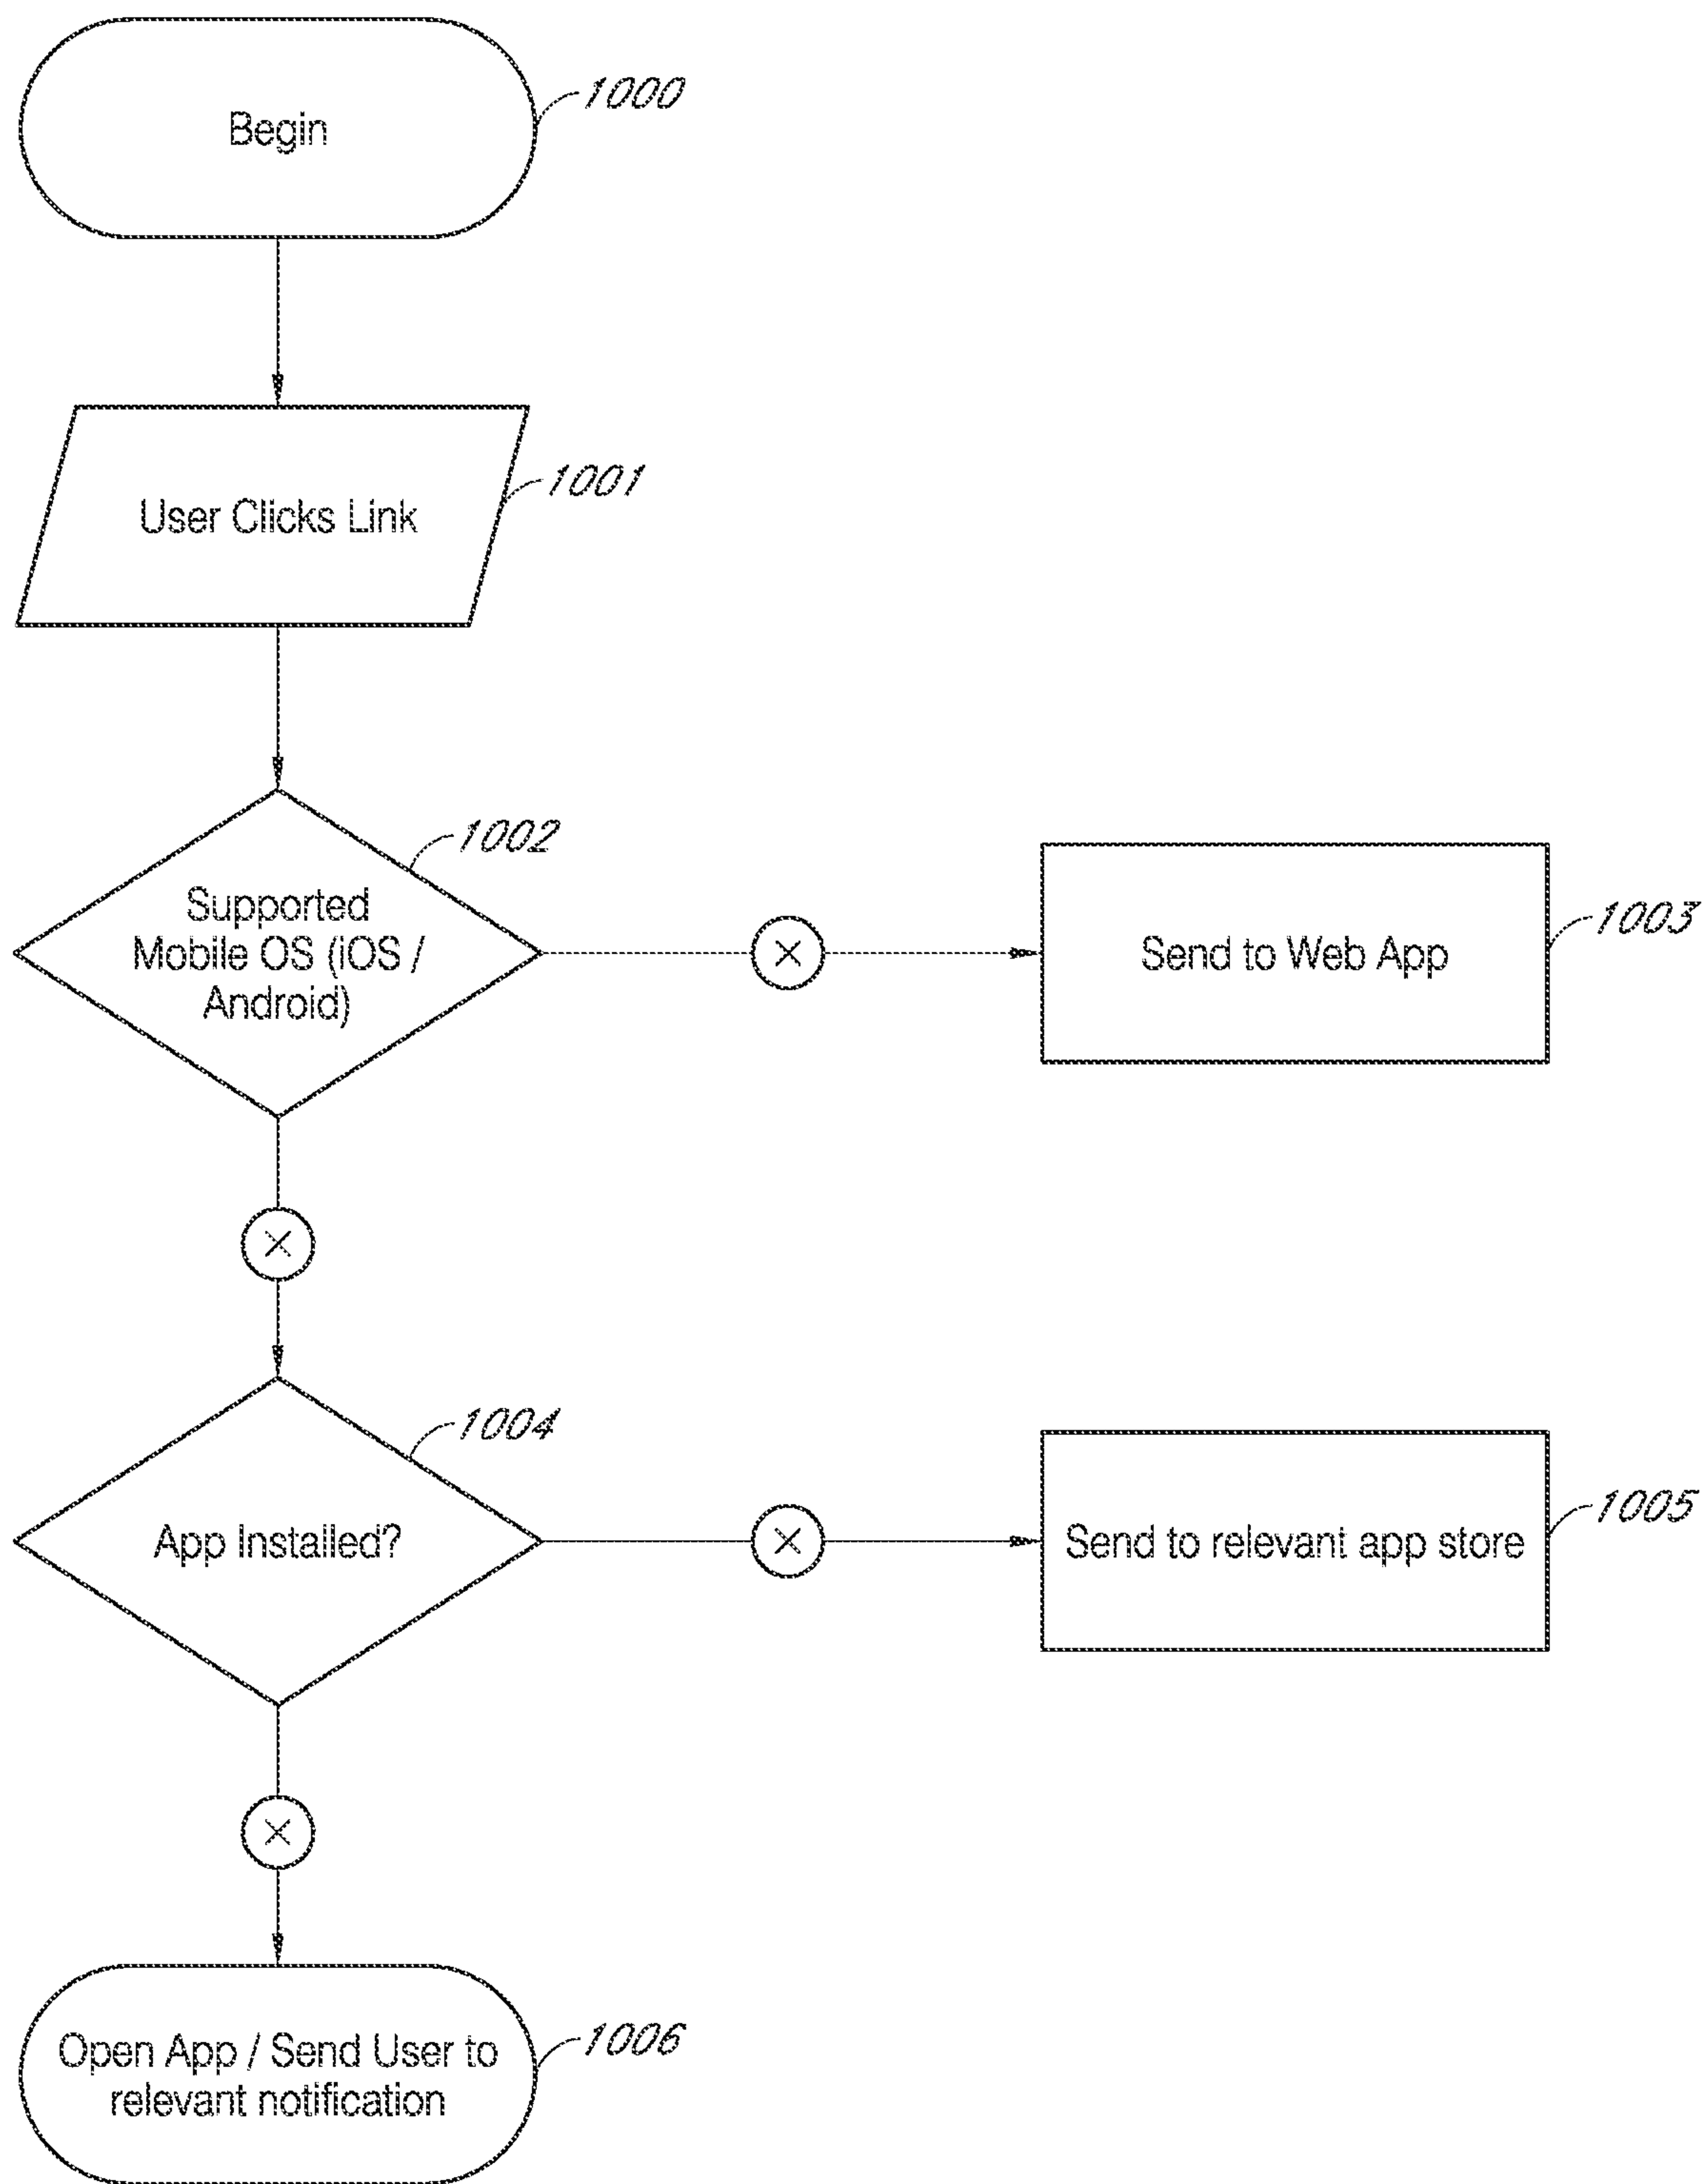 Begin
1000
User Clicks Link
1001
1002
Supported
Mobile OS (iOS /
Android)
Send to Web App
1003
1004
App Installed?
Send to relevant app store
1005
Open App / Send User to
relevant notification
1006